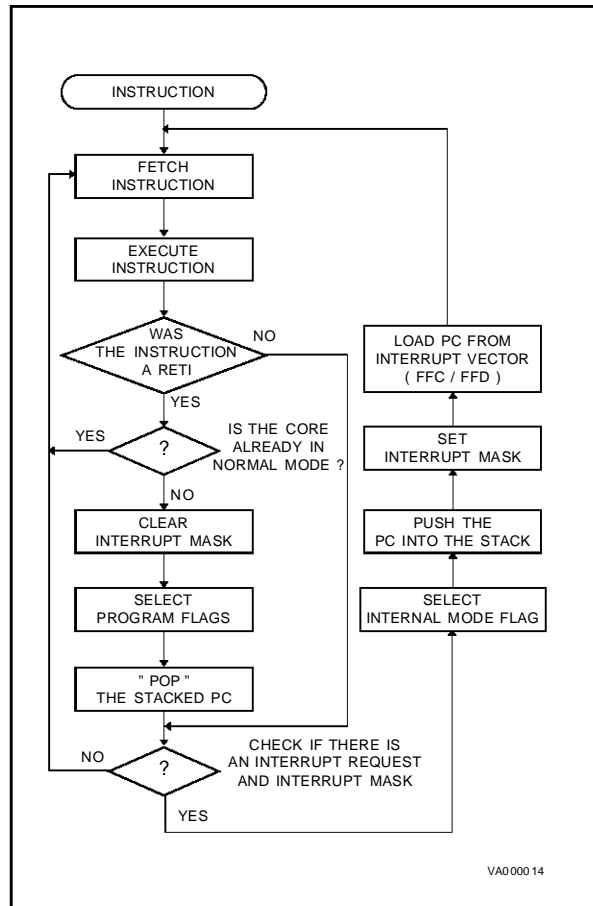 INSTRUCTION
FETCH
INSTRUCTION
EXECUTE
INSTRUCTION
WAS
THE INSTRUCTION
A RETI
NO
YES
?
YES
IS THE CORE
ALREADY IN
NORMAL MODE ?
NO
CLEAR
INTERRUPT MASK
SELECT
PROGRAM FLAGS
" POP "
THE STACKED PC
?
NO
YES
CHECK IF THERE IS
AN INTERRUPT REQUEST
AND INTERRUPT MASK
LOAD PC FROM
INTERRUPT VECTOR
( FFC / FFD )
SET
INTERRUPT MASK
PUSH THE
PC INTO THE STACK
SELECT
INTERNAL MODE FLAG
VA000014